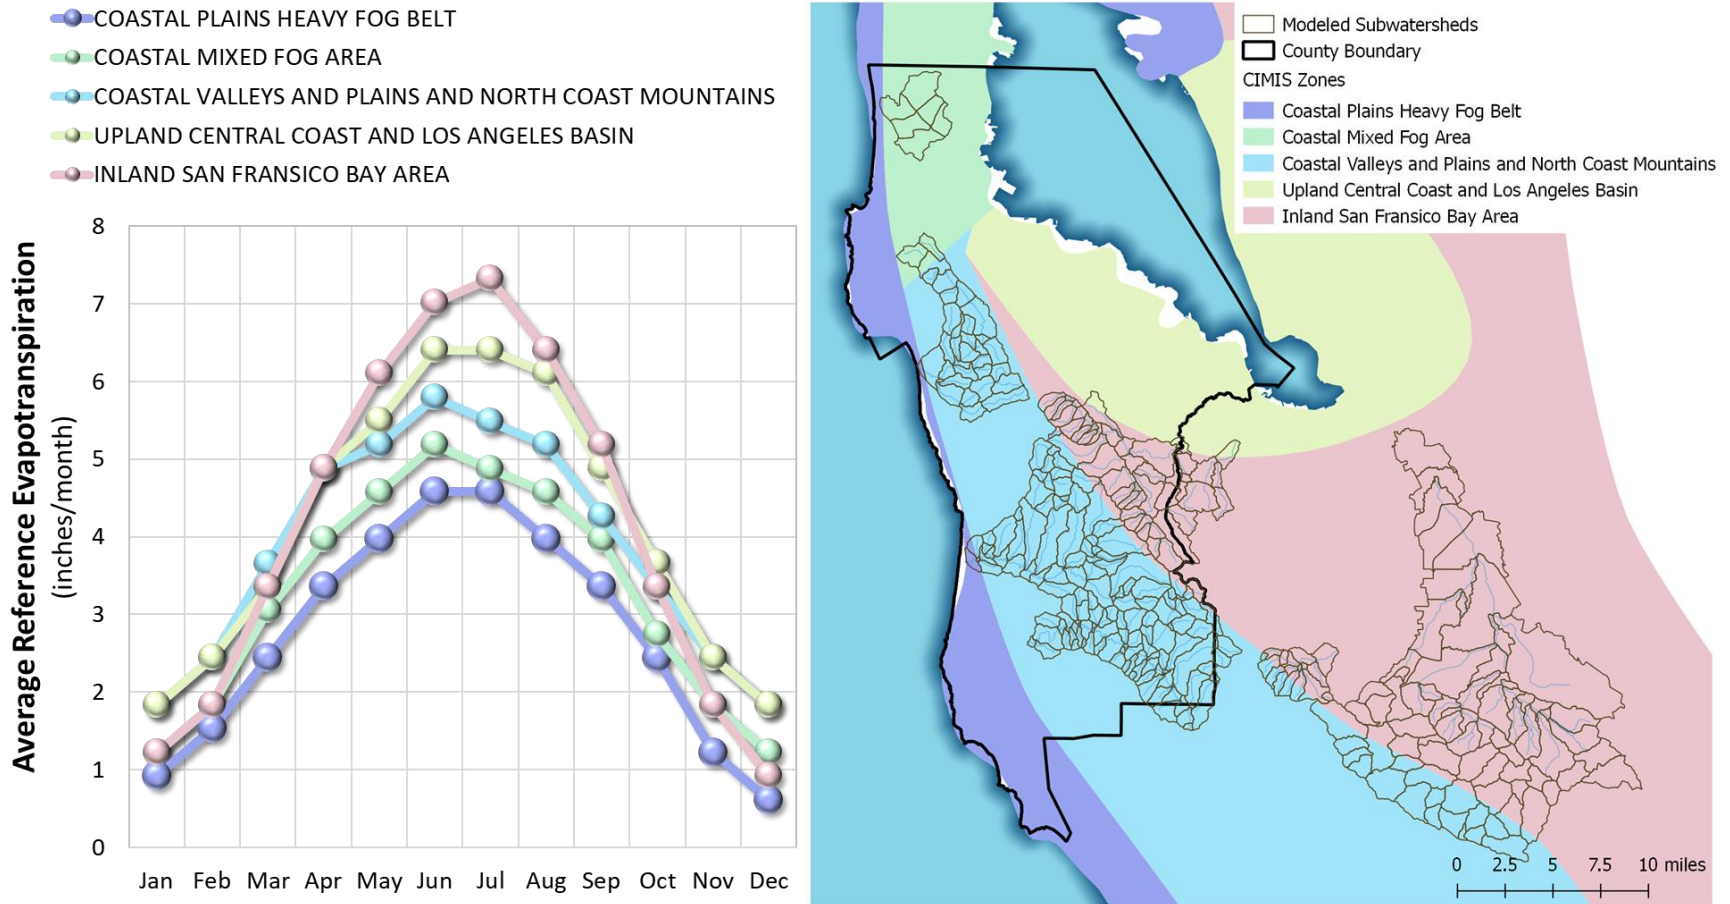 COASTAL PLAINS HEAVY FOG BELT
COASTAL MIXED FOG AREA
COASTAL VALLEYS AND PLAINS AND NORTH COAST MOUNTAINS
UPLAND CENTRAL COAST AND LOS ANGELES BASIN
INLAND SAN FRANSICO BAY AREA
Average Reference Evapotranspiration
(inches/month)
8
7
6
5
4
3
2
1
0
Jan Feb Mar Apr May Jun Jul Aug Sep Oct Nov Dec
Modeled Subwatersheds
County Boundary
CIMIS Zones
Coastal Plains Heavy Fog Belt
Coastal Mixed Fog Area
Coastal Valleys and Plains and North Coast Mountains
Upland Central Coast and Los Angeles Basin
Inland San Fransico Bay Area
0 2.5 5 7.5 10 miles